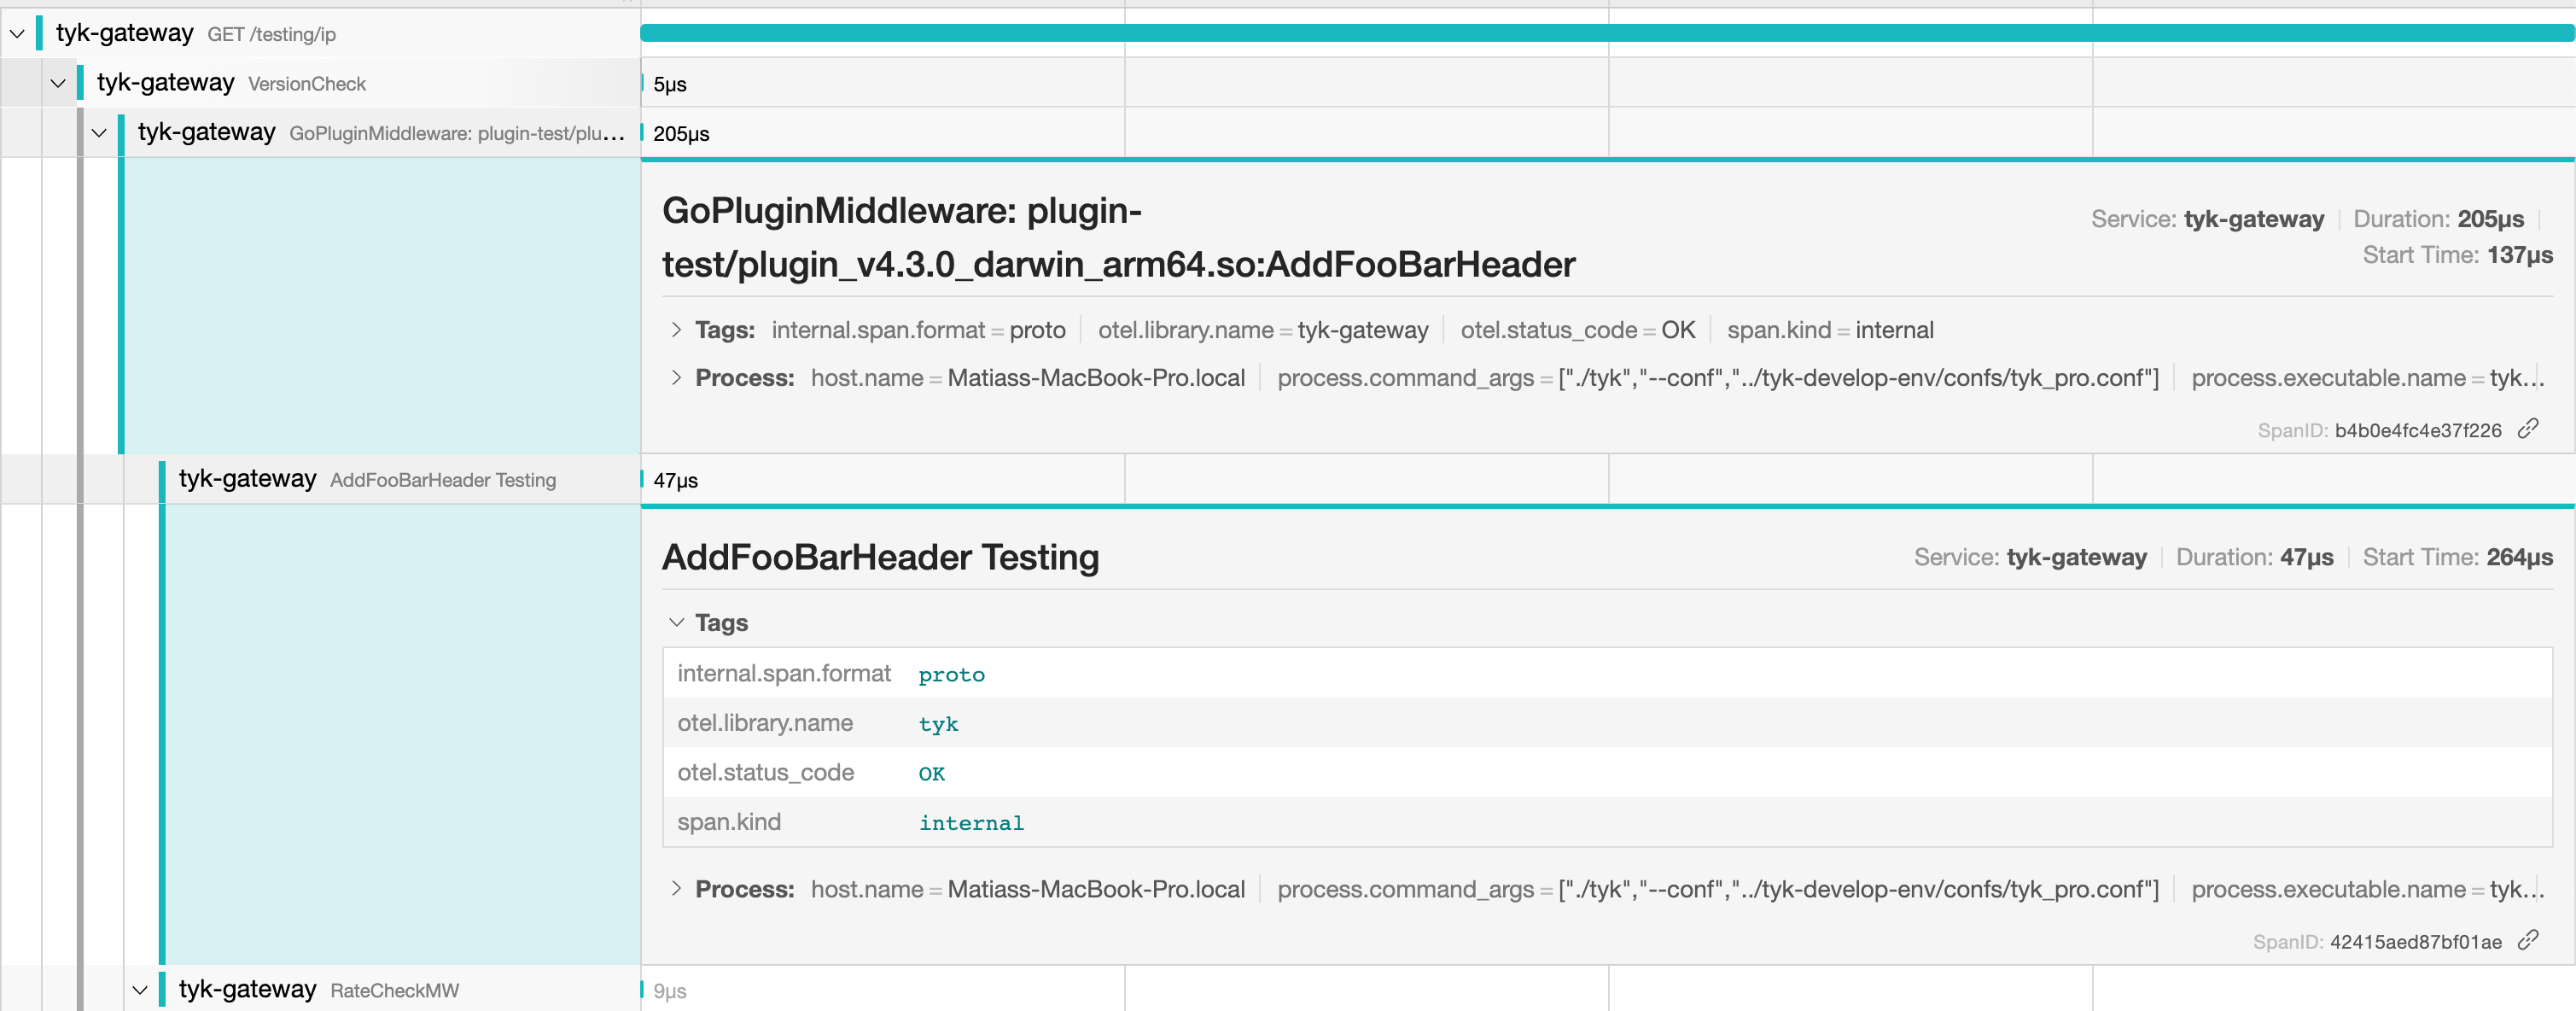 tyk-gateway GET /testing/ip
tyk-gateway VersionCheck 5μs
tyk-gateway GoPluginMiddleware: plugin-test/plu... 205μs
GoPluginMiddleware: plugin-
test/plugin_v4.3.0_darwin_arm64.so:AddFooBarHeader
Service: tyk-gateway Duration: 205μs
Start Time: 137μs
Tags: internal.span.format = proto otel.library.name = tyk-gateway otel.status_code = OK span.kind = internal
Process: host.name = Matiass-MacBook-Pro.local process.command_args = ["./tyk","--conf","../tyk-develop-env/confs/tyk_pro.conf"] process.executable.name = tyk...
SpanID: b4b0e4fc4e37f226
tyk-gateway AddFooBarHeader Testing 47μs
AddFooBarHeader Testing Service: tyk-gateway Duration: 47μs Start Time: 264μs
Tags
internal.span.format proto
otel.library.name tyk
otel.status_code OK
span.kind internal
Process: host.name = Matiass-MacBook-Pro.local process.command_args = ["./tyk","--conf","../tyk-develop-env/confs/tyk_pro.conf"] process.executable.name = tyk...
SpanID: 42415aed87bf01ae
tyk-gateway RateCheckMW 9μs